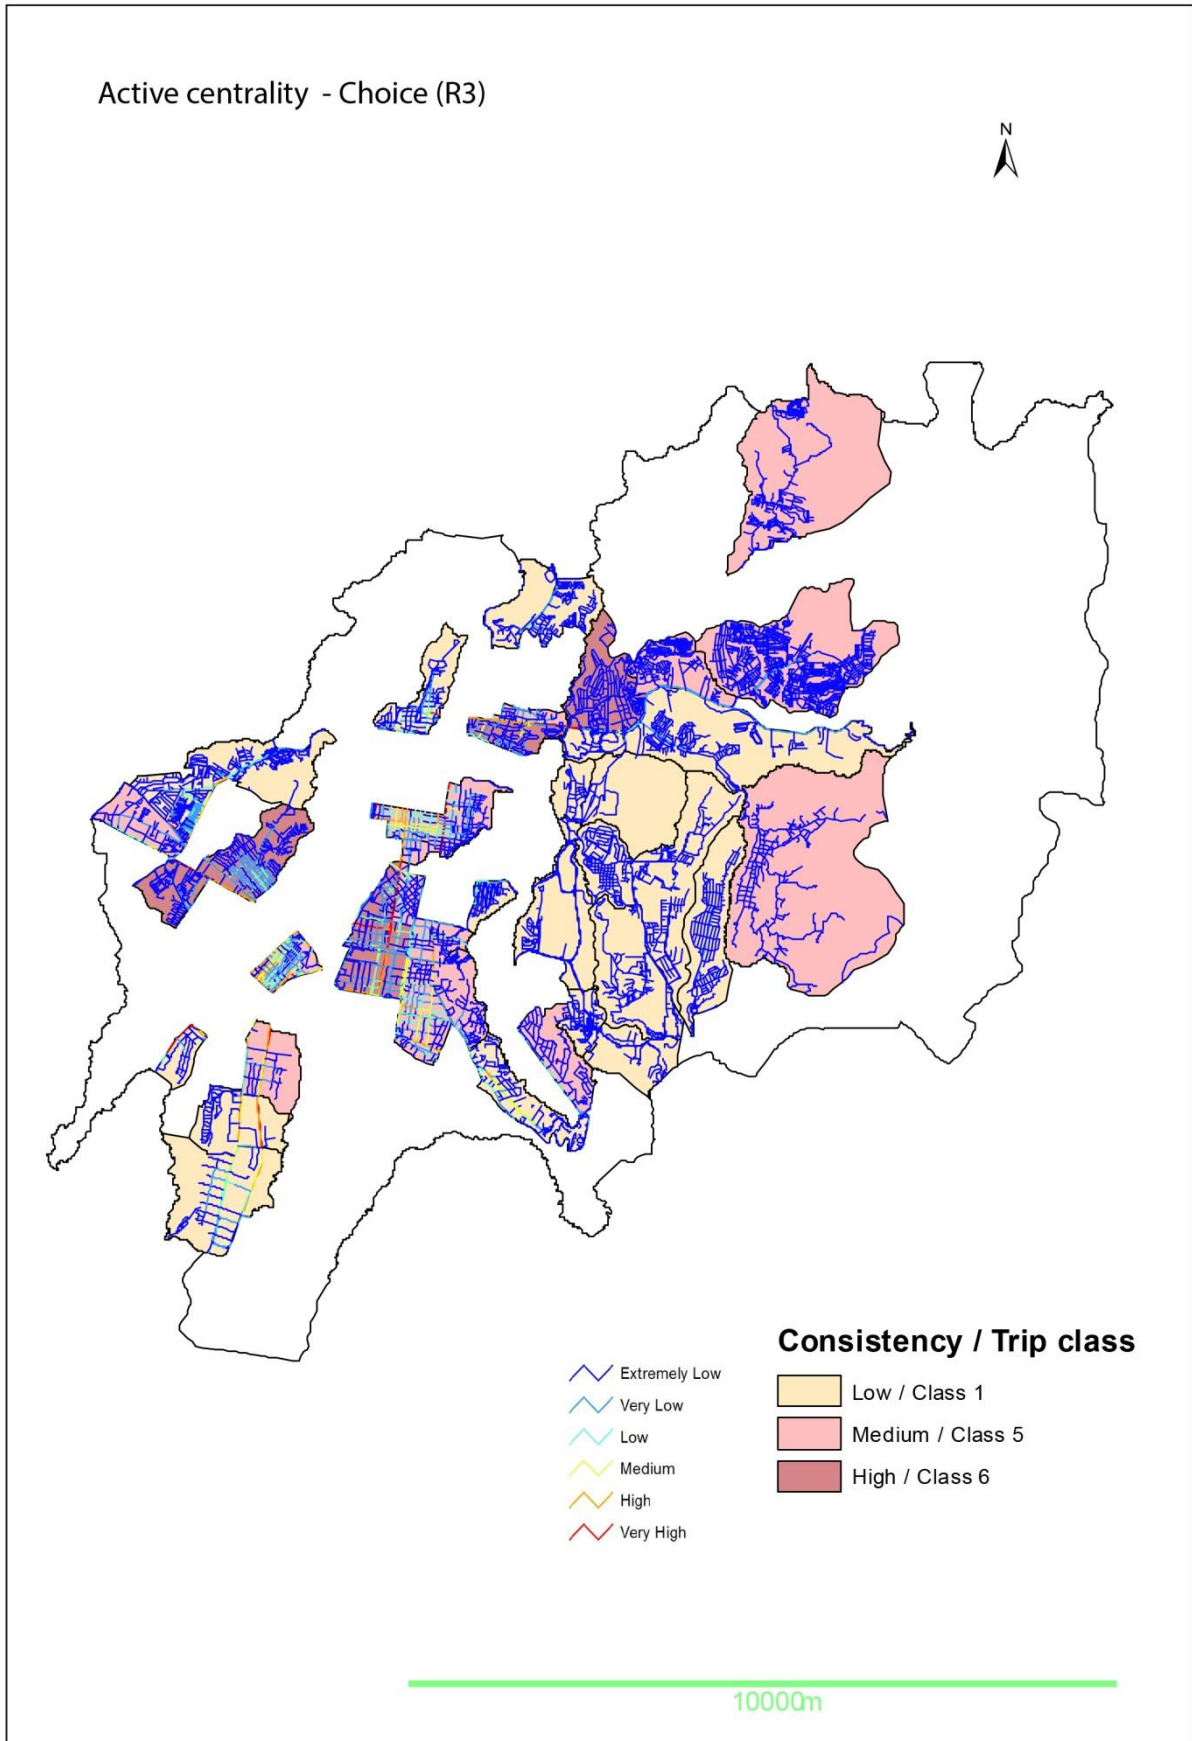 Active centrality - Choice (R3)
N
Consistency / Trip class
Extremely Low
Very Low
Low
Medium
High
Very High
Low / Class 1
Medium / Class 5
High / Class 6
10000m